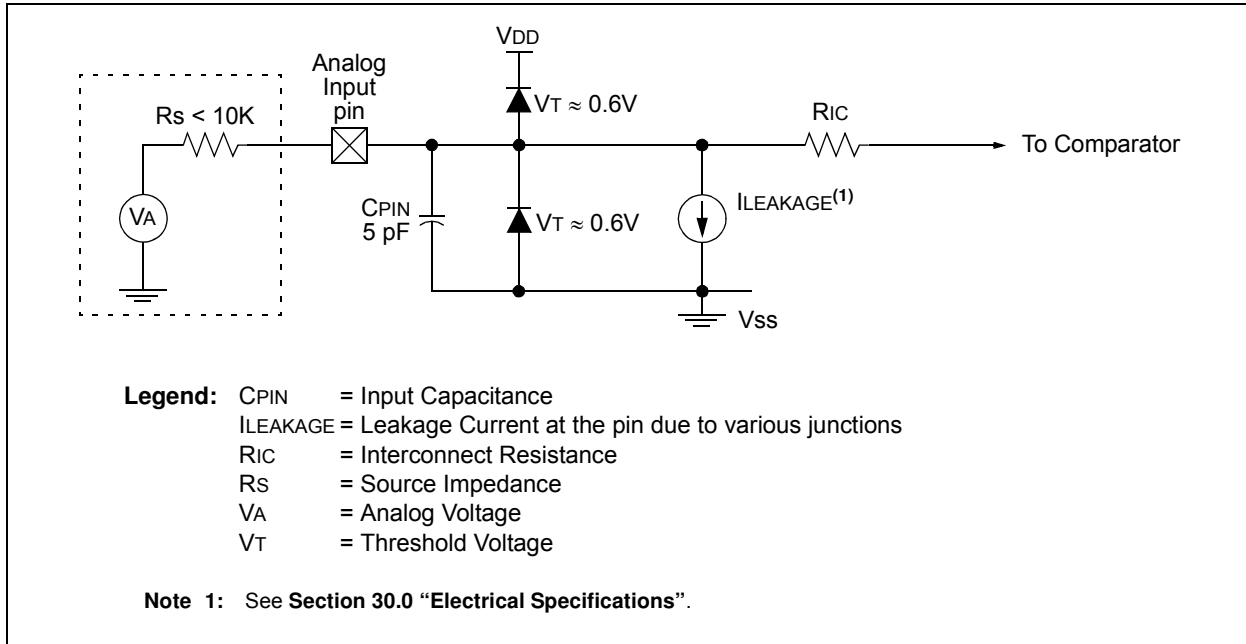 VDD
Analog
Input
pin
Rs < 10K
VT ≈ 0.6V
RIC
To Comparator
VA
CPIN
5 pF
VT ≈ 0.6V
ILEAKAGE(1)
Vss
Legend: CPIN = Input Capacitance
ILEAKAGE = Leakage Current at the pin due to various junctions
RIC = Interconnect Resistance
RS = Source Impedance
VA = Analog Voltage
VT = Threshold Voltage
Note 1: See Section 30.0 “Electrical Specifications”.